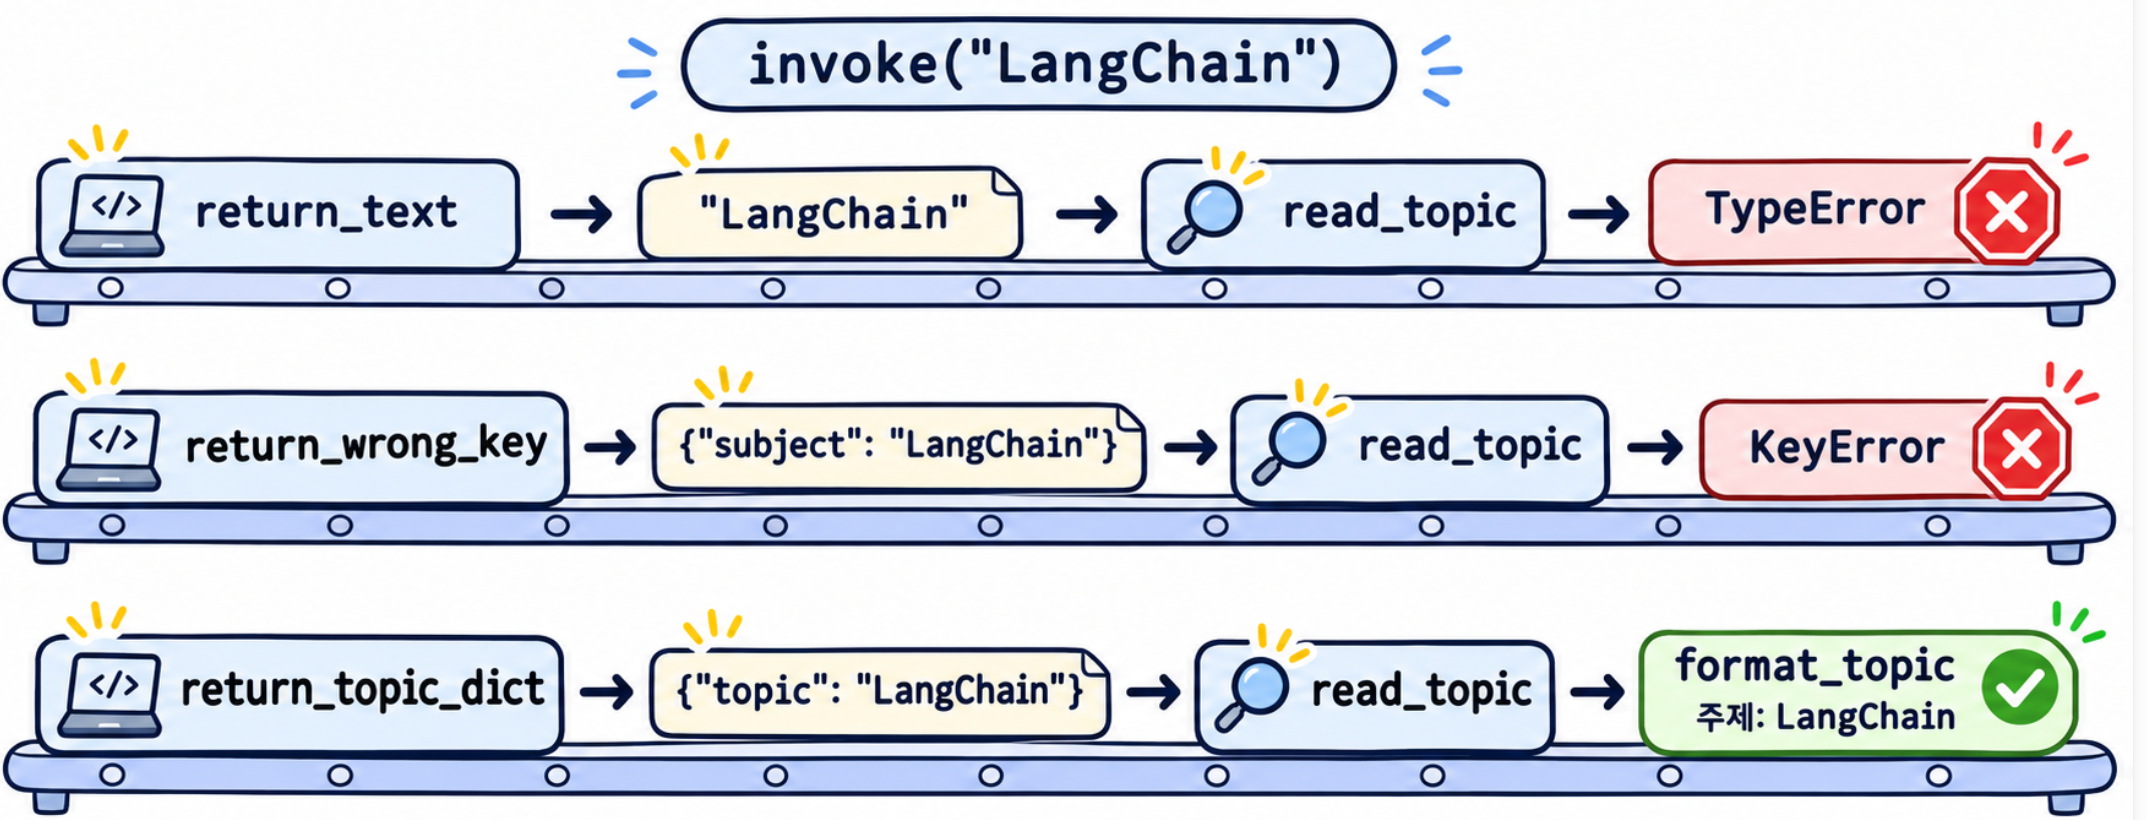 invoke("LangChain")
</> return_text → "LangChain" → read_topic → TypeError
</> return_wrong_key → {"subject": "LangChain"} → read_topic → KeyError
</> return_topic_dict → {"topic": "LangChain"} → read_topic → format_topic
주제: LangChain